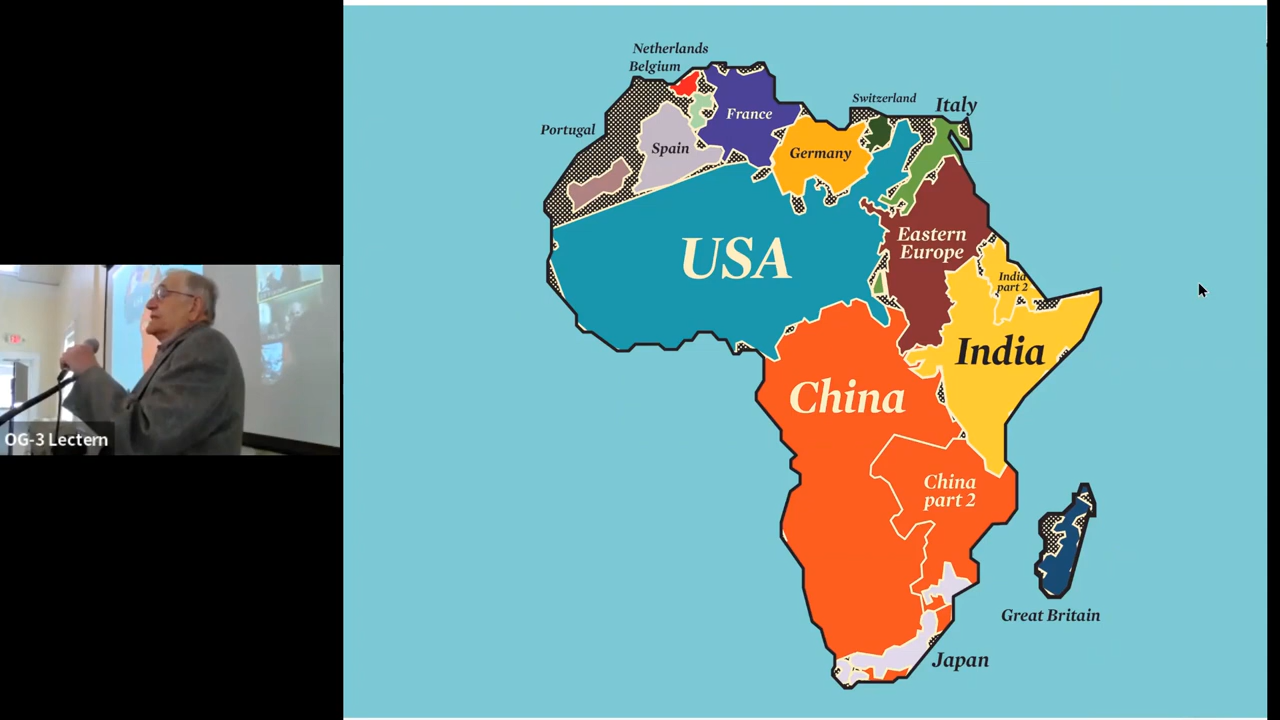 Netherlands
Belgium
Portugal
Spain
France
Germany
Switzerland
Italy
USA
Eastern
Europe
India
part 2
India
China
China
part 2
Great Britain
Japan
OG-3 Lectern